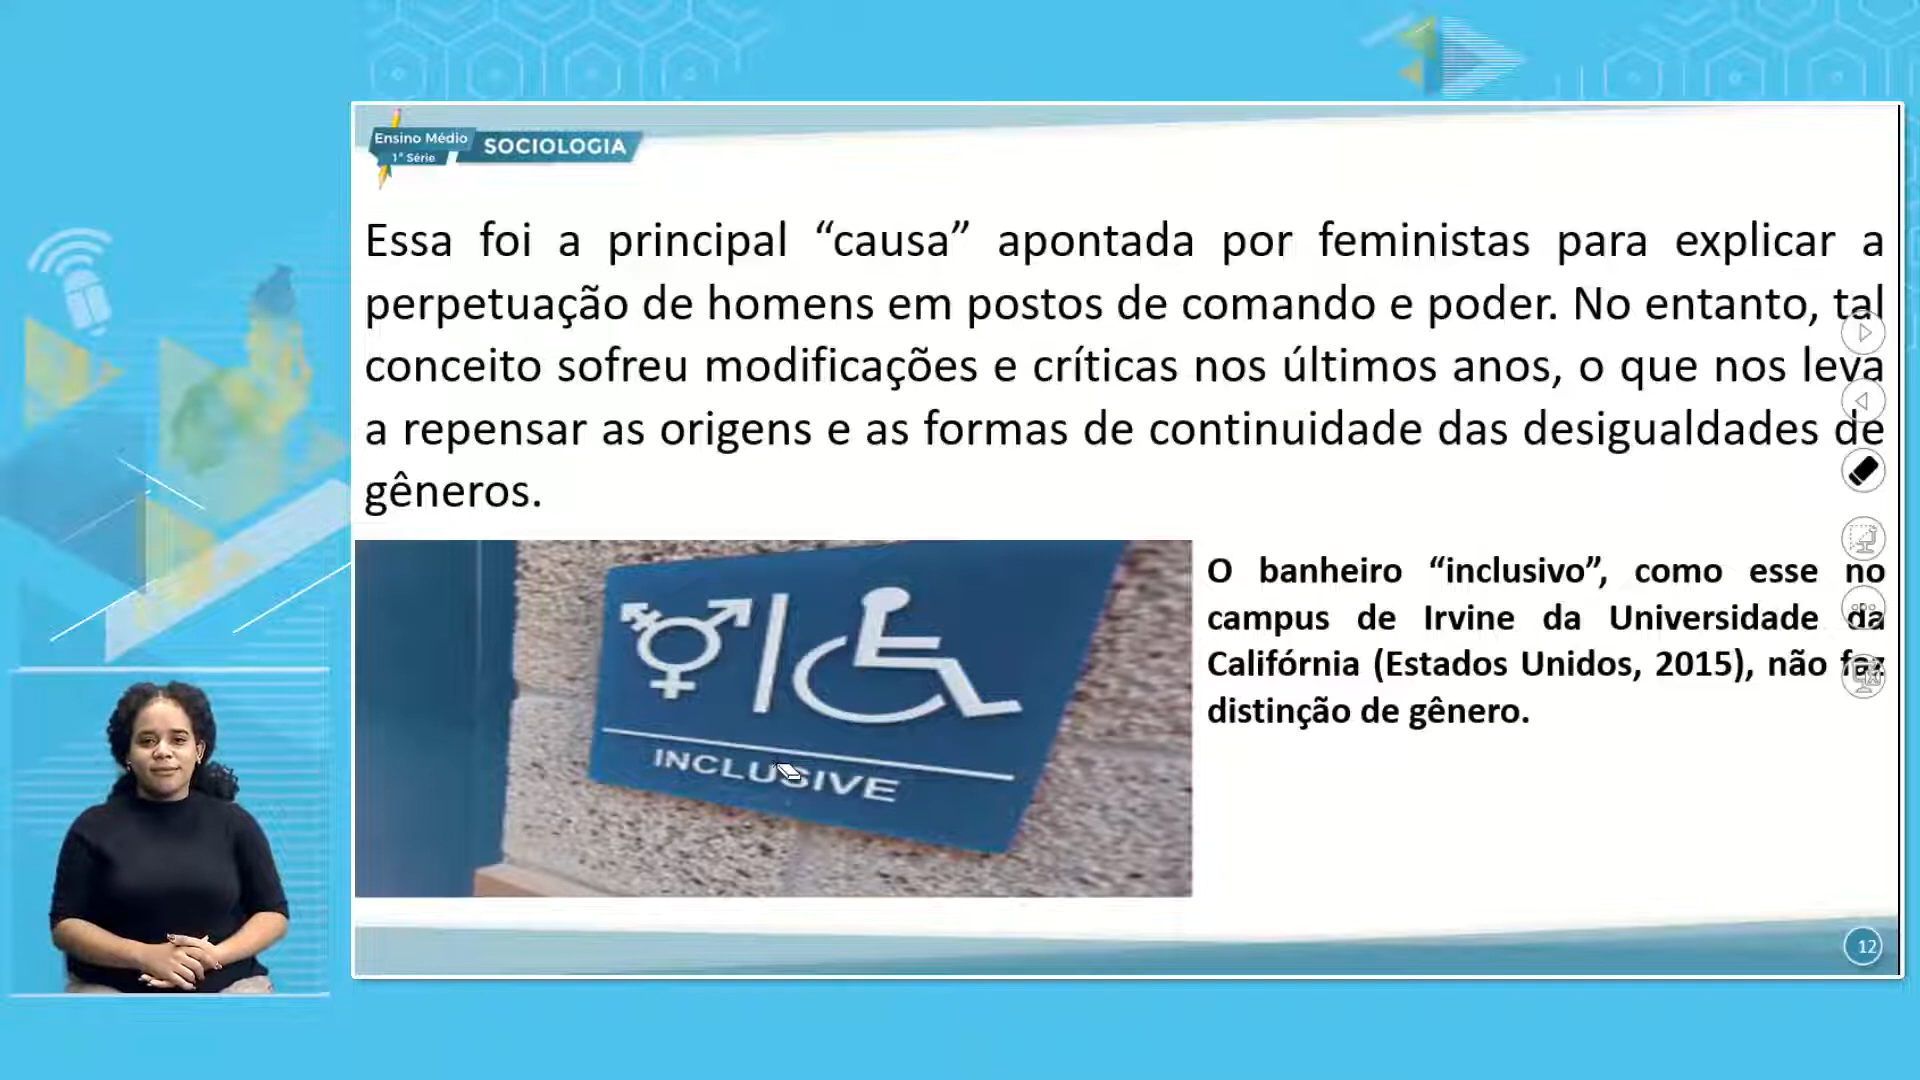 Ensino Médio
1ª Série
SOCIOLOGIA
Essa foi a principal “causa” apontada por feministas para explicar a
perpetuação de homens em postos de comando e poder. No entanto, tal
conceito sofreu modificações e críticas nos últimos anos, o que nos leva
a repensar as origens e as formas de continuidade das desigualdades de
gêneros.
INCLUSIVE
O banheiro “inclusivo”, como esse no
campus de Irvine da Universidade da
Califórnia (Estados Unidos, 2015), não faz
distinção de gênero.
12